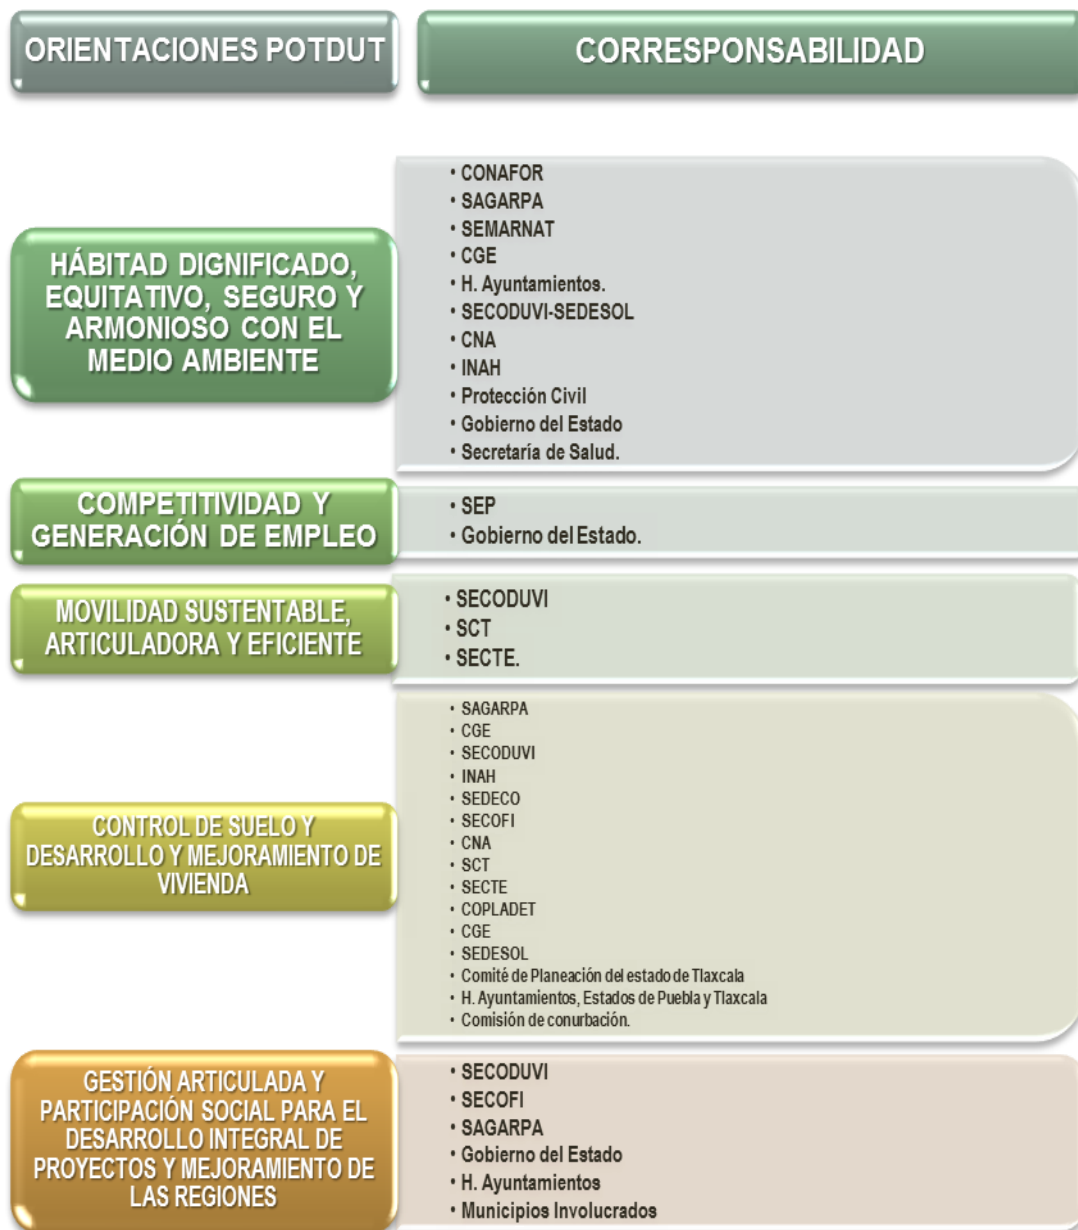 ORIENTACIONES POTDUT
CORRESPONSABILIDAD
HÁBITAD DIGNIFICADO,
EQUITATIVO, SEGURO Y
ARMONIOSO CON EL
MEDIO AMBIENTE
• CONAFOR
• SAGARPA
• SEMARNAT
• CGE
• H. Ayuntamientos.
• SECODUVI-SEDESOL
• CNA
• INAH
• Protección Civil
• Gobierno del Estado
• Secretaría de Salud.
COMPETITIVIDAD Y
GENERACIÓN DE EMPLEO
• SEP
• Gobierno del Estado.
MOVILIDAD SUSTENTABLE,
ARTICULADORA Y EFICIENTE
• SECODUVI
• SCT
• SECTE.
CONTROL DE SUELO Y
DESARROLLO Y MEJORAMIENTO DE
VIVIENDA
• SAGARPA
• CGE
• SECODUVI
• INAH
• SEDECO
• SECOFI
• CNA
• SCT
• SECTE
• COPLADET
• CGE
• SEDESOL
• Comité de Planeación del estado de Tlaxcala
• H. Ayuntamientos, Estados de Puebla y Tlaxcala
• Comisión de conurbación.
GESTIÓN ARTICULADA Y
PARTICIPACIÓN SOCIAL PARA EL
DESARROLLO INTEGRAL DE
PROYECTOS Y MEJORAMIENTO DE
LAS REGIONES
• SECODUVI
• SECOFI
• SAGARPA
• Gobierno del Estado
• H. Ayuntamientos
• Municipios Involucrados